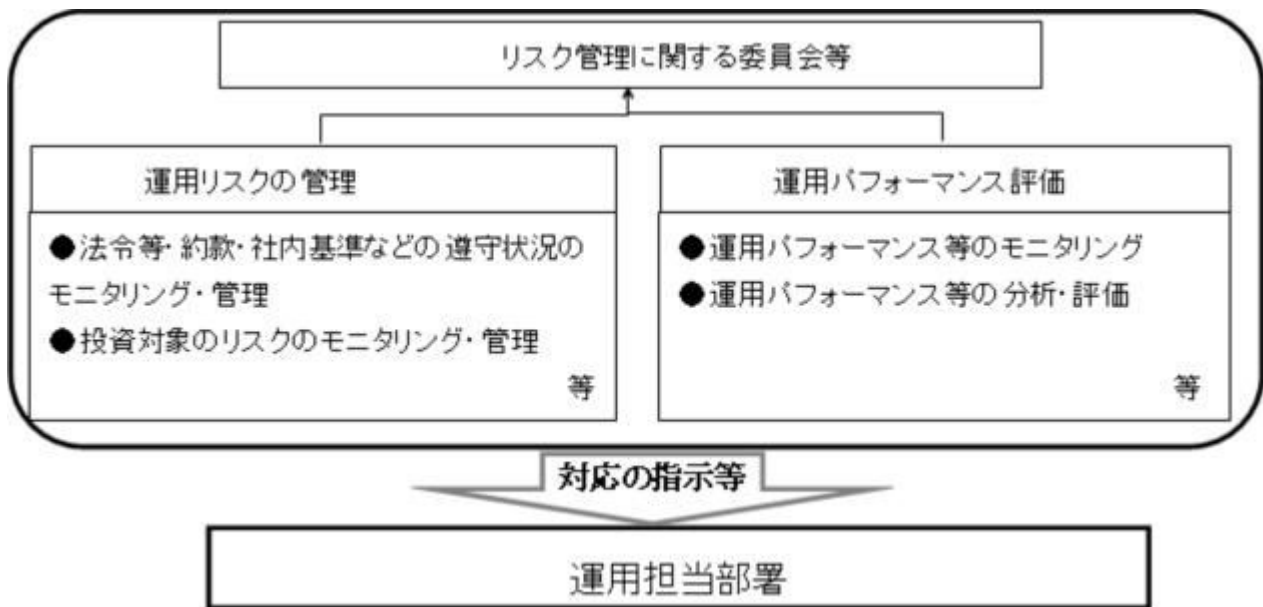 リスク管理に関する委員会等
運用リスクの管理
●法令等・約款・社内基準などの遵守状況の
モニタリング・管理
●投資対象のリスクのモニタリング・管理
等
運用パフォーマンス評価
●運用パフォーマンス等のモニタリング
●運用パフォーマンス等の分析・評価
等
対応の指示等
運用担当部署